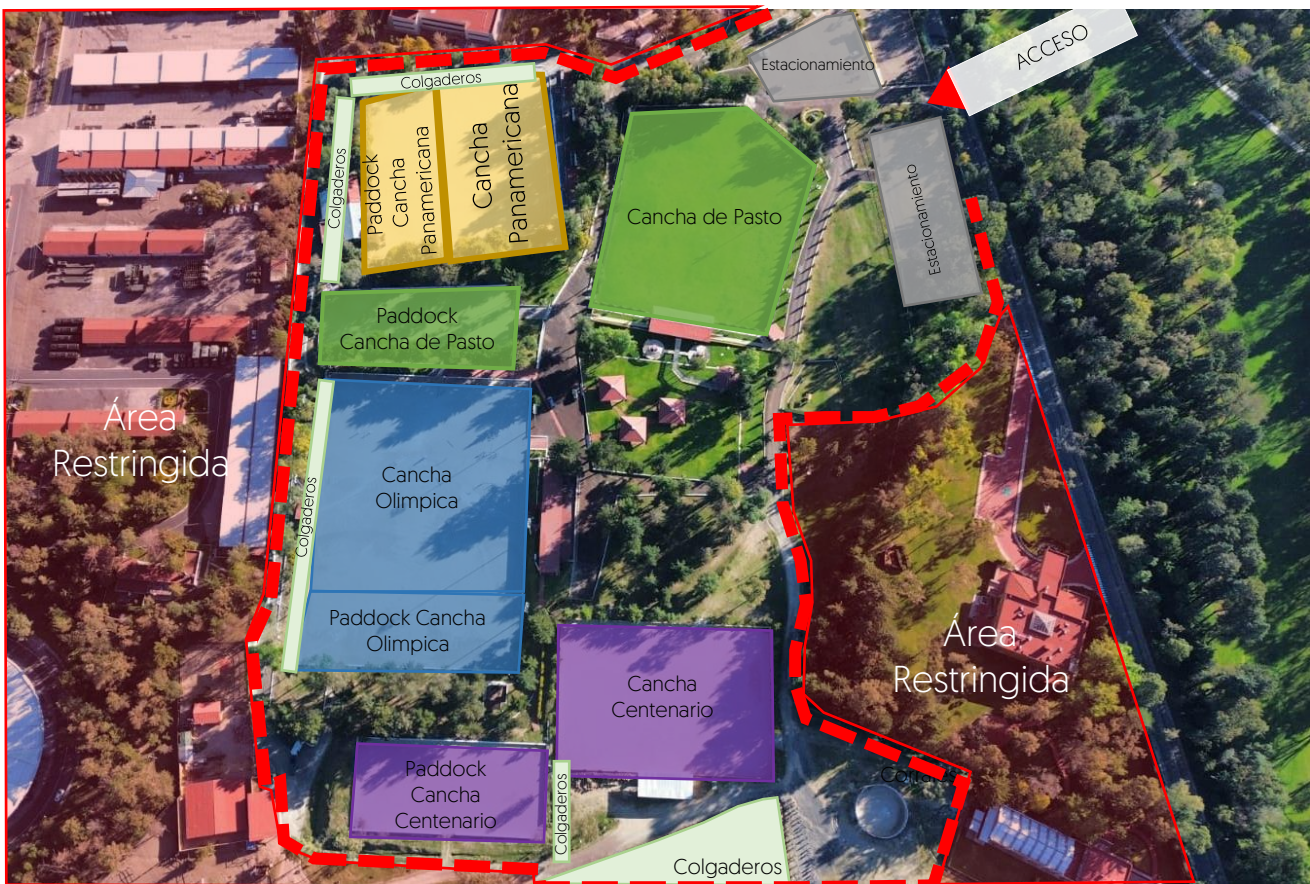 ACCESO
Estacionamiento
Colgaderos
Paddock
Cancha
Panamericana
Cancha
Panamericana
Colgaderos
Cancha de Pasto
Estacionamiento
Paddock
Cancha de Pasto
Área
Restringida
Cancha
Olimpica
Colgaderos
Paddock Cancha
Olimpica
Área
Restringida
Cancha
Centenario
Paddock
Cancha
Centenario
Colgaderos
Colgaderos